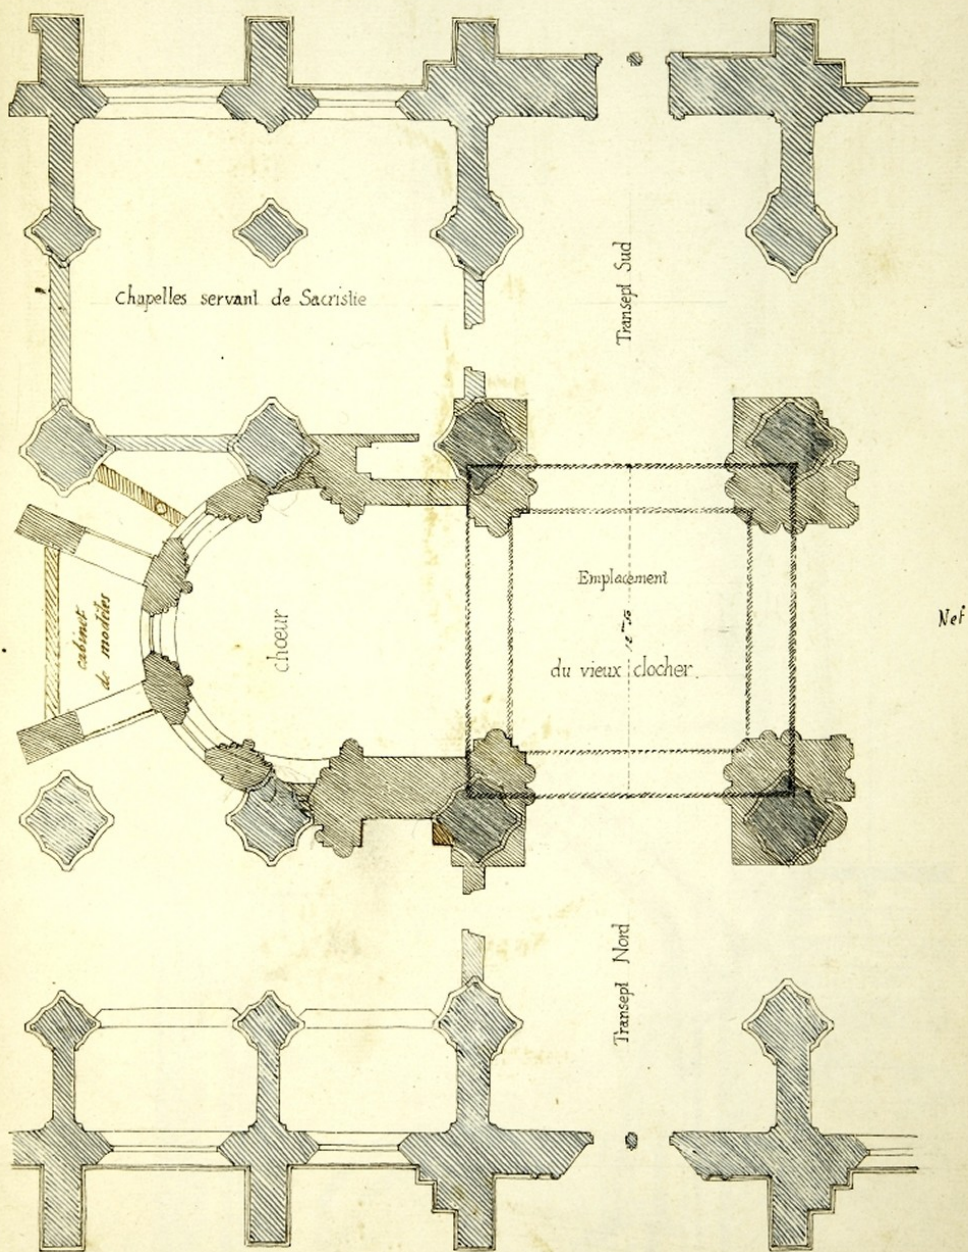 Transept Sud
Chapelles servant de Sacristie
Emplacement
du vieux clocher.
Nef
chœur
cabinet
de modèles
Transept Nord